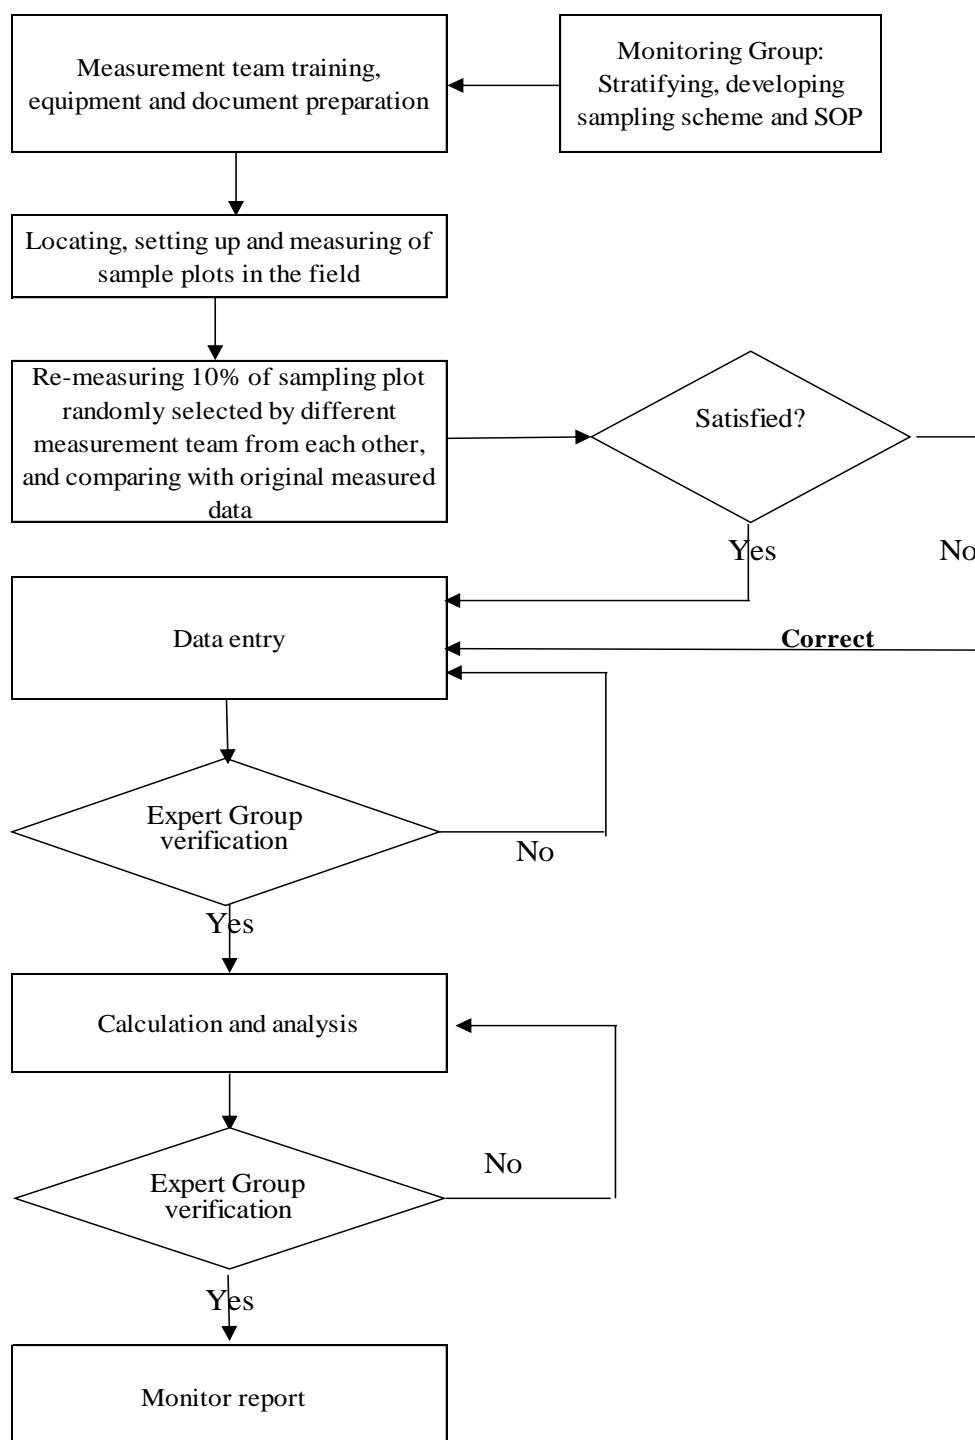 Measurement team training,
equipment and document preparation
Monitoring Group:
Stratifying, developing
sampling scheme and SOP
Locating, setting up and measuring of
sample plots in the field
Re-measuring 10% of sampling plot
randomly selected by different
measurement team from each other,
and comparing with original measured
data
Satisfied?
Yes
No
Data entry
Correct
Expert Group
verification
No
Yes
Calculation and analysis
Expert Group
verification
No
Yes
Monitor report